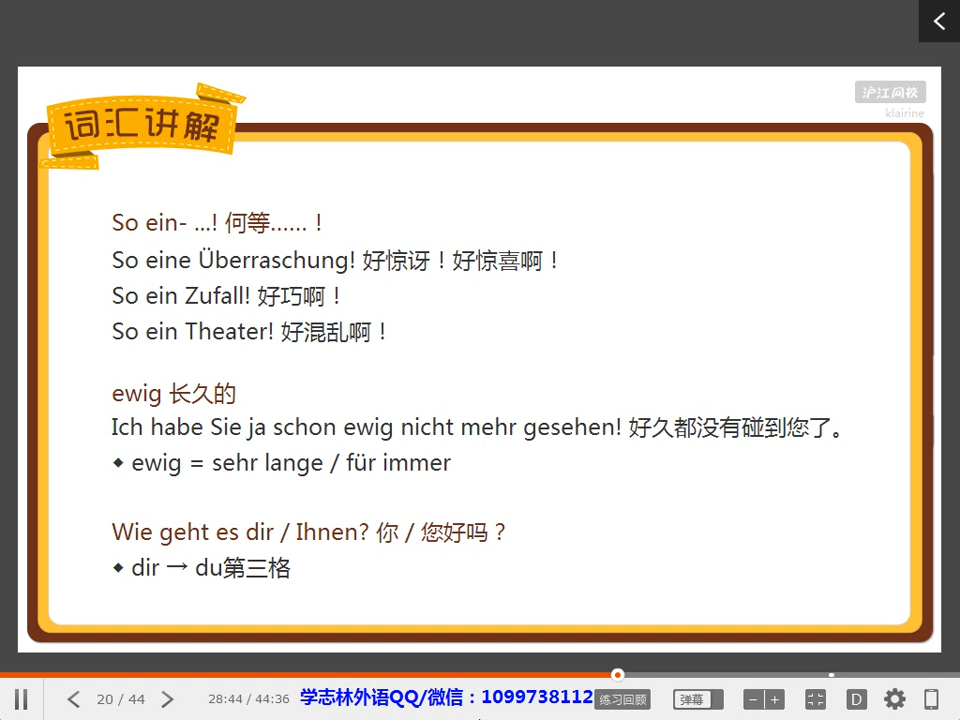 沪江网校
klairine
词汇讲解
So ein- ...! 何等......！
So eine Überraschung! 好惊讶！好惊喜啊！
So ein Zufall! 好巧啊！
So ein Theater! 好混乱啊！
ewig 长久的
Ich habe Sie ja schon ewig nicht mehr gesehen! 好久都没有碰到您了。
◆ ewig = sehr lange / für immer
Wie geht es dir / Ihnen? 你 / 您好吗？
◆ dir → du第三格
20 / 44 28:44 / 44:36 学志林外语QQ/微信：1099738112 练习回顾 弹幕 D